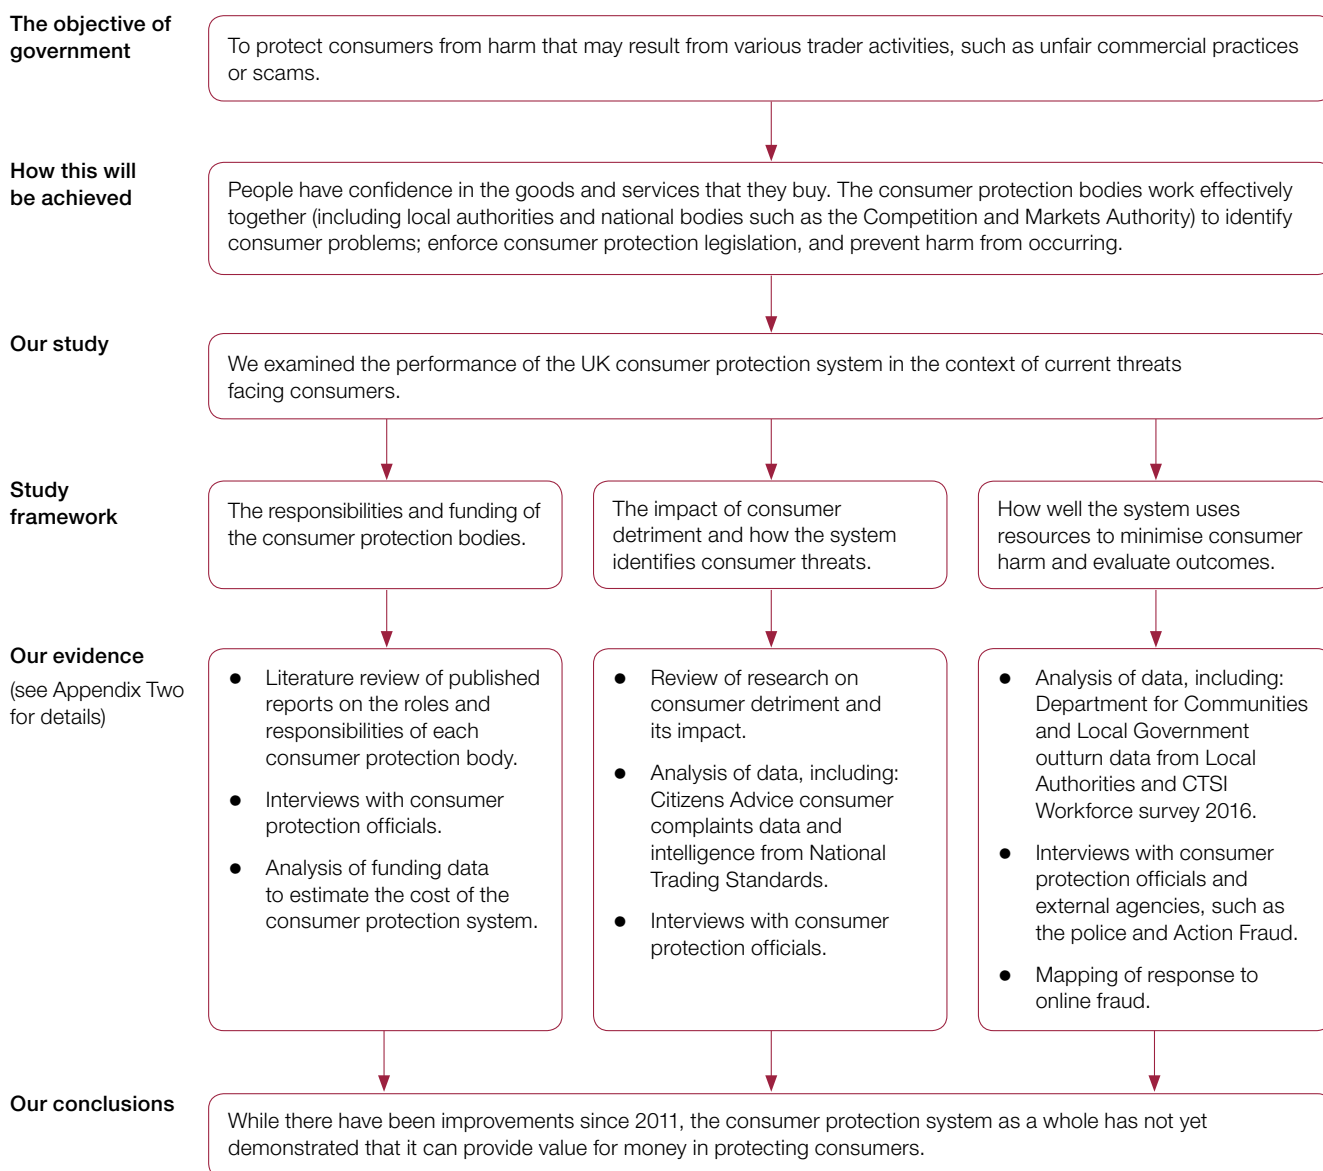 The objective of
government
To protect consumers from harm that may result from various trader activities, such as unfair commercial practices
or scams.
How this will
be achieved
People have confidence in the goods and services that they buy. The consumer protection bodies work effectively
together (including local authorities and national bodies such as the Competition and Markets Authority) to identify
consumer problems; enforce consumer protection legislation, and prevent harm from occurring.
Our study
We examined the performance of the UK consumer protection system in the context of current threats
facing consumers.
Study
framework
The responsibilities and funding of
the consumer protection bodies.
The impact of consumer
detriment and how the system
identifies consumer threats.
How well the system uses
resources to minimise consumer
harm and evaluate outcomes.
Our evidence
(see Appendix Two
for details)
● Literature review of published
reports on the roles and
responsibilities of each
consumer protection body.
● Interviews with consumer
protection officials.
● Analysis of funding data
to estimate the cost of the
consumer protection system.
● Review of research on
consumer detriment and
its impact.
● Analysis of data, including:
Citizens Advice consumer
complaints data and
intelligence from National
Trading Standards.
● Interviews with consumer
protection officials.
● Analysis of data, including:
Department for Communities
and Local Government
outturn data from Local
Authorities and CTSI
Workforce survey 2016.
● Interviews with consumer
protection officials and
external agencies, such as
the police and Action Fraud.
● Mapping of response to
online fraud.
Our conclusions
While there have been improvements since 2011, the consumer protection system as a whole has not yet
demonstrated that it can provide value for money in protecting consumers.